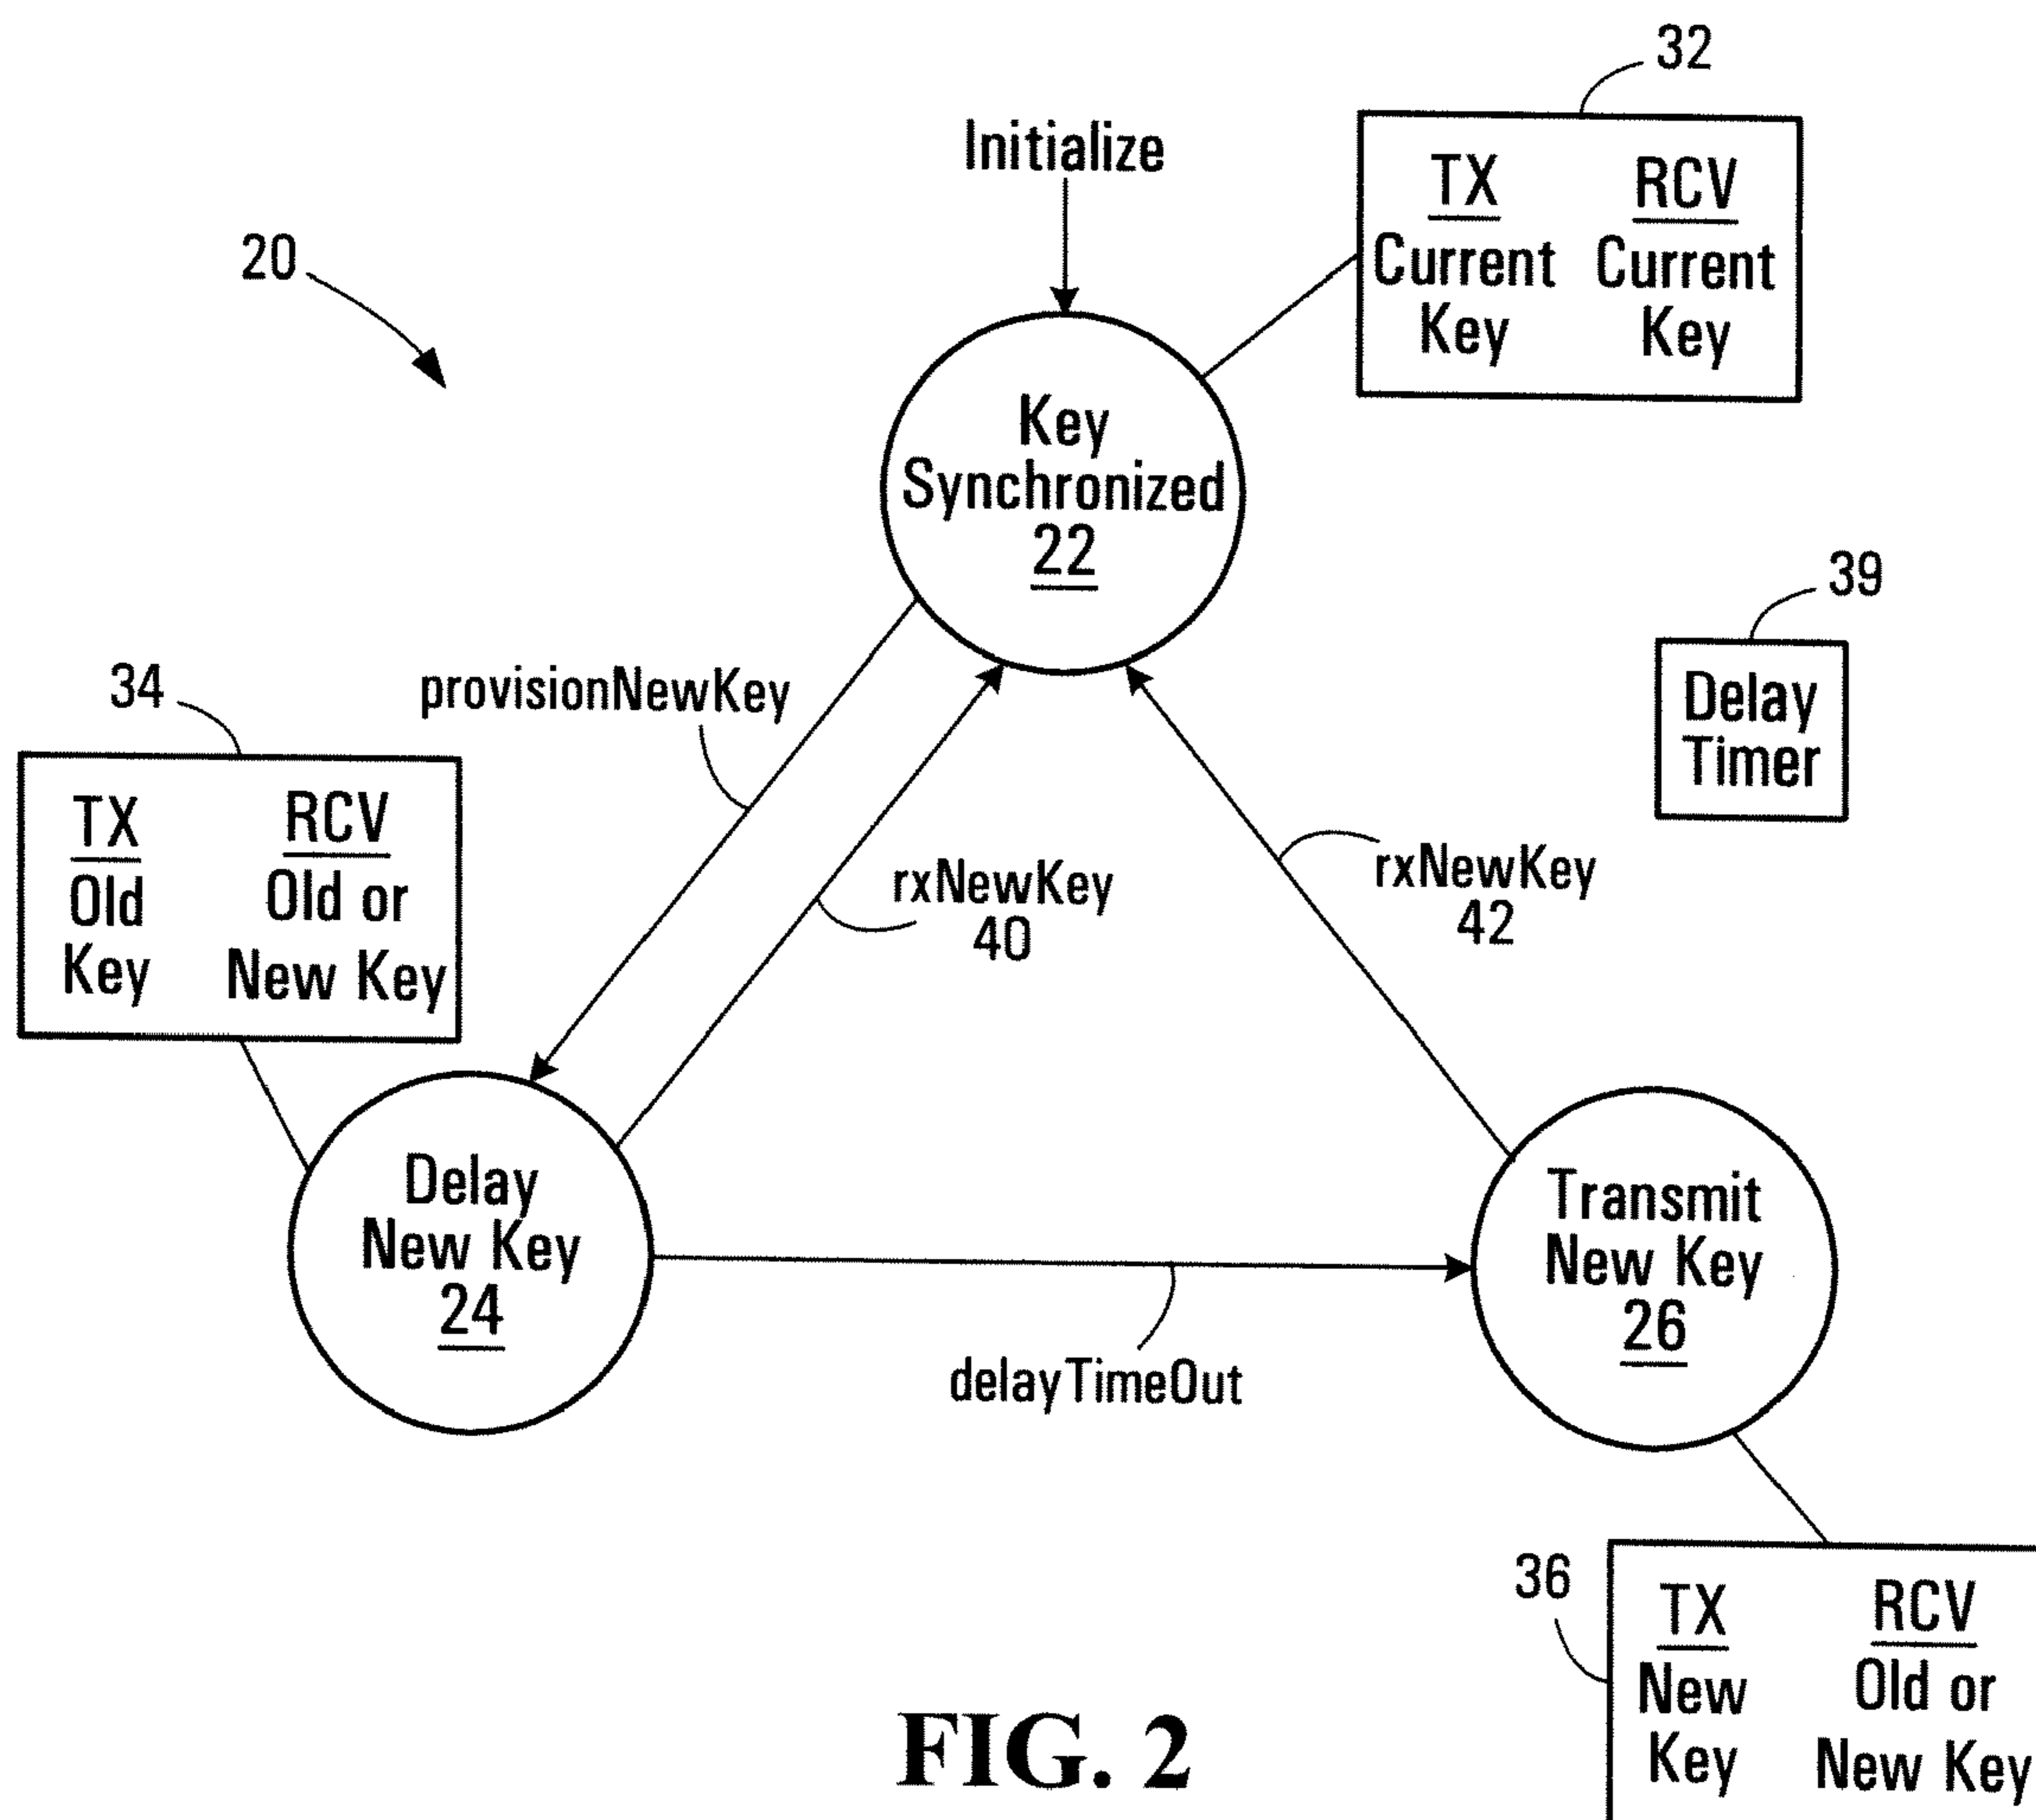 32
Initialize
TX RCV
Current Current
Key Key
20
Key
Synchronized
22
39
Delay
Timer
34
provisionNewKey
TX RCV
Old Old or
Key New Key
rxNewKey
40
rxNewKey
42
Delay
New Key
24
Transmit
New Key
26
delayTimeOut
36
TX RCV
New Old or
Key New Key
FIG. 2